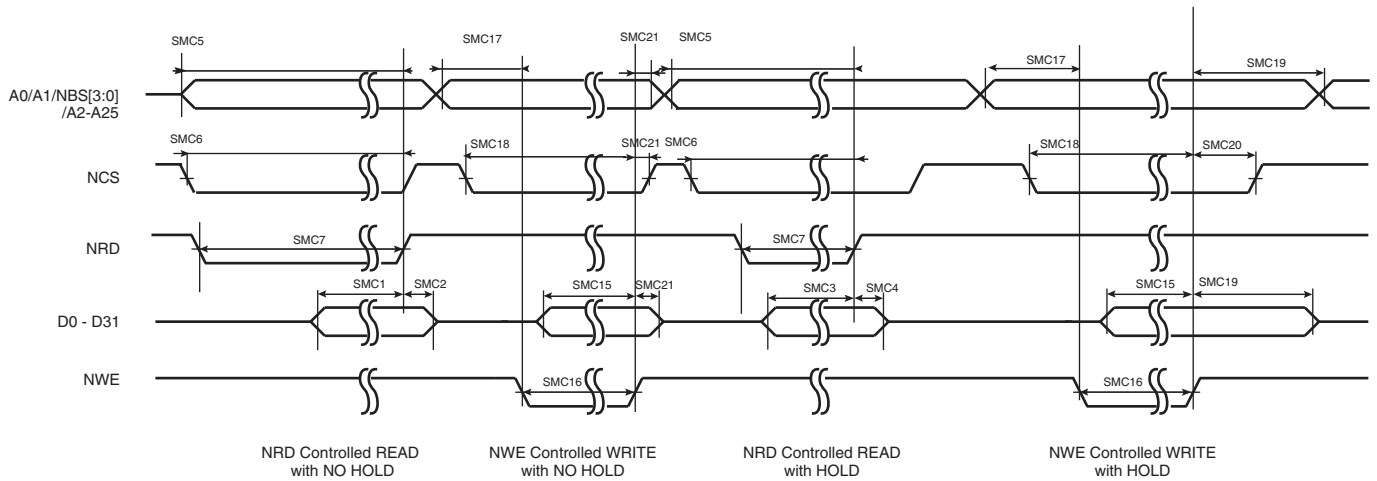 SMC5 SMC17 SMC21 SMC5 SMC17 SMC19
A0/A1/NBS[3:0]
/A2-A25
SMC6 SMC18 SMC21 SMC6 SMC18 SMC20
NCS
NRD SMC7 SMC7
SMC1 SMC2 SMC15 SMC21 SMC3 SMC4 SMC15 SMC19
D0 - D31
NWE SMC16 SMC16
NRD Controlled READ
with NO HOLD
NWE Controlled WRITE
with NO HOLD
NRD Controlled READ
with HOLD
NWE Controlled WRITE
with HOLD